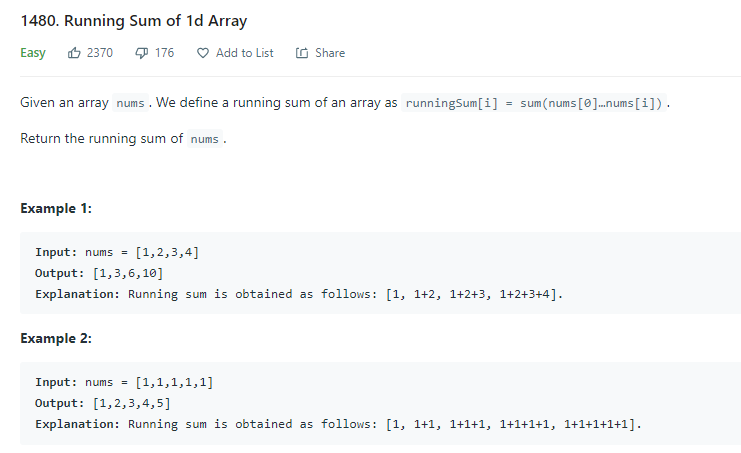 1480. Running Sum of 1d Array
Easy 2370 176 Add to List Share
Given an array nums. We define a running sum of an array as runningSum[i] = sum(nums[0]…nums[i]).
Return the running sum of nums.
Example 1:
Input: nums = [1,2,3,4]
Output: [1,3,6,10]
Explanation: Running sum is obtained as follows: [1, 1+2, 1+2+3, 1+2+3+4].
Example 2:
Input: nums = [1,1,1,1,1]
Output: [1,2,3,4,5]
Explanation: Running sum is obtained as follows: [1, 1+1, 1+1+1, 1+1+1+1, 1+1+1+1+1].